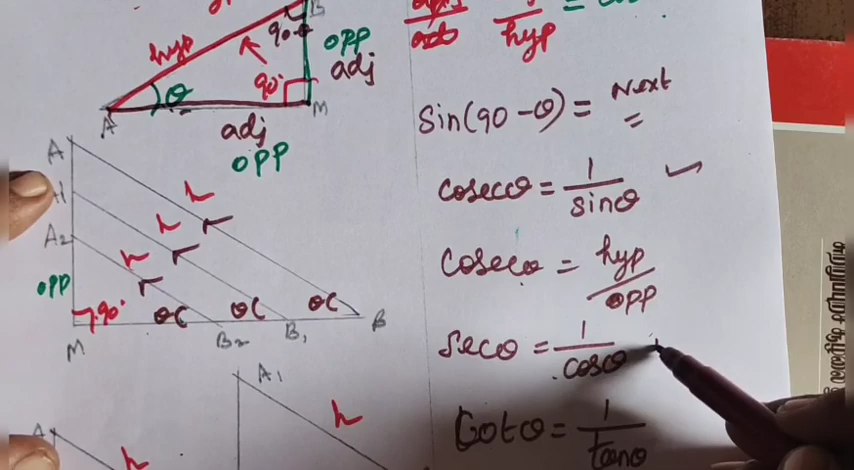 B
hyp
90-θ
opp
adj
θ
90°
A
M
adj
opp
hyp
Sin(90 - θ) = Next
=
cosecθ = 1/sinθ
cosecθ = hyp/opp
secθ = 1/cosθ
Cotθ = 1/tanθ
A
h
h
A2
h
opp
90°
θ
θ
θ
M
B2
B1
B
A1
h
A
h